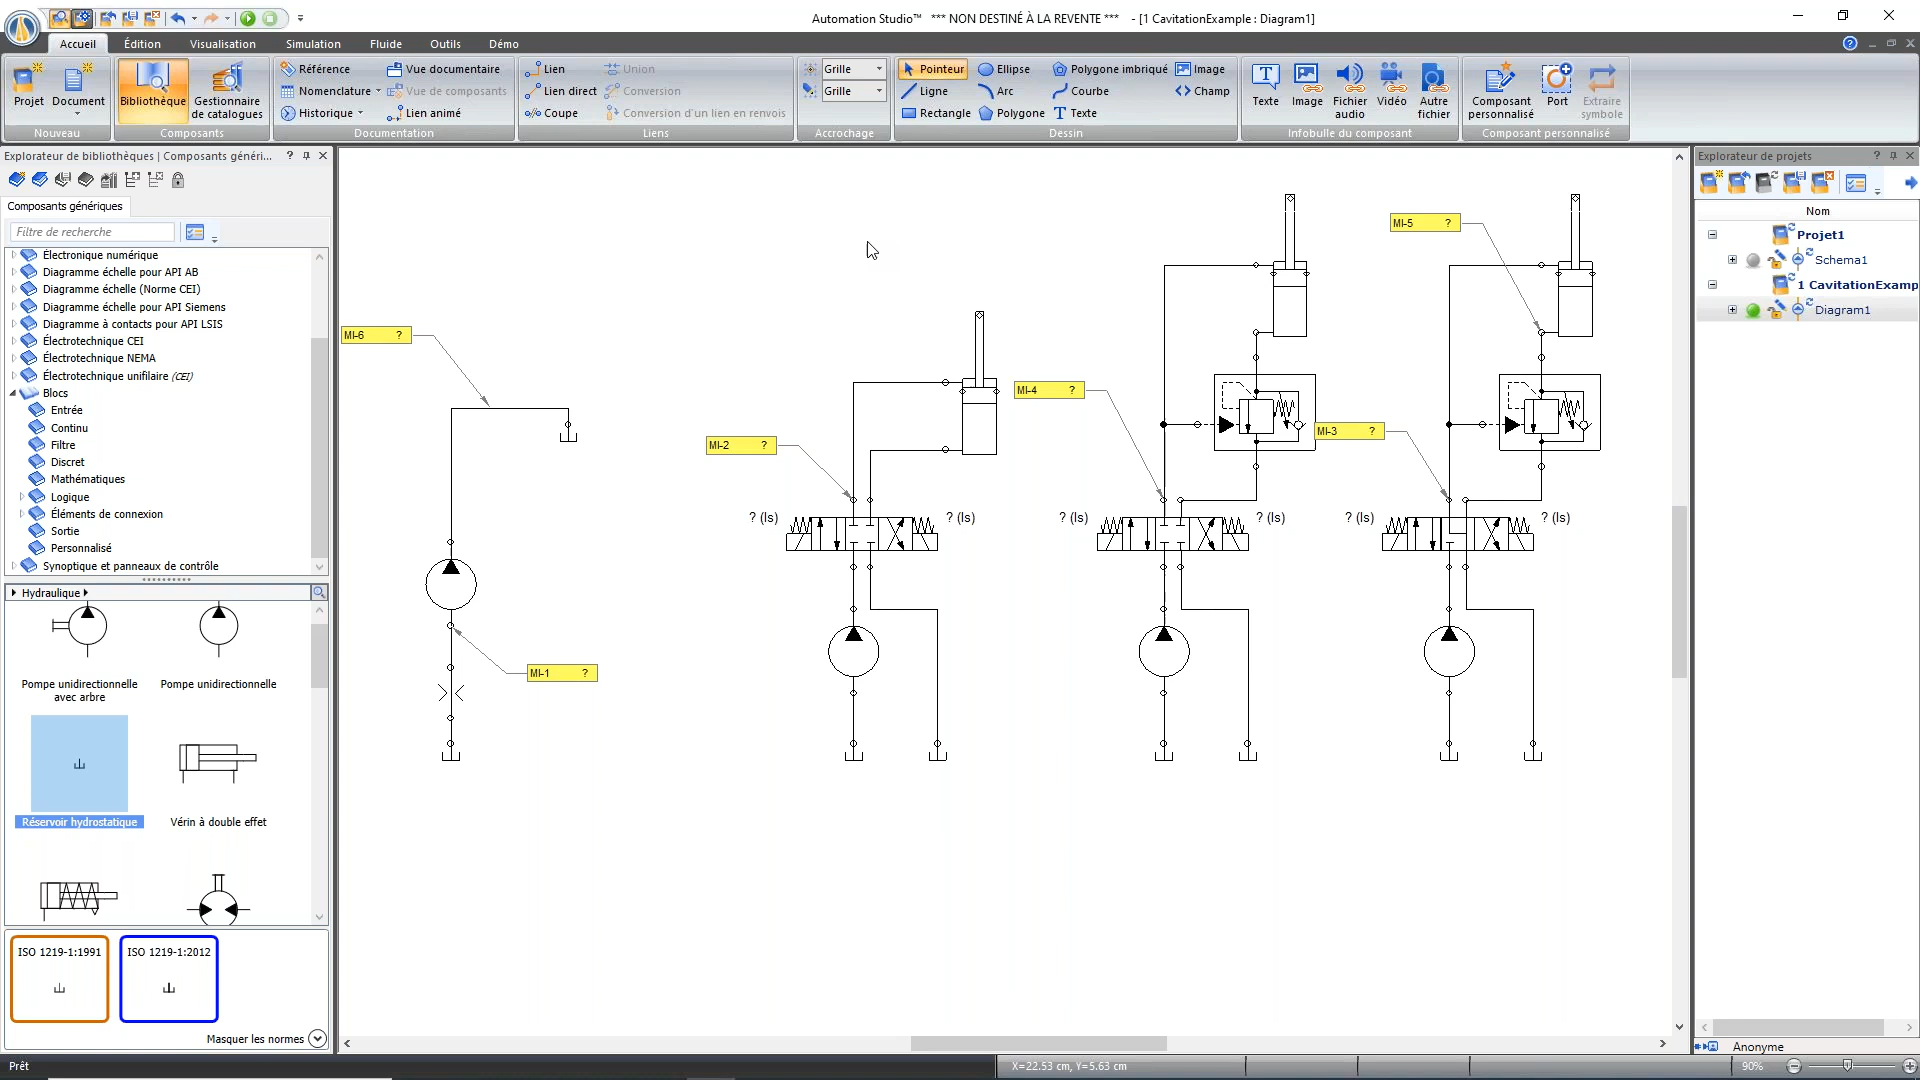 Automation Studio™ *** NON DESTINÉ À LA REVENTE *** - [1 CavitationExample : Diagram1]
Accueil Édition Visualisation Simulation Fluide Outils Démo
Projet
Document
Nouveau
Bibliothèque
Gestionnaire de catalogues
Composants
Référence
Nomenclature
Historique
Vue documentaire
Vue de composants
Lien animé
Documentation
Lien
Lien direct
Coupe
Union
Conversion
Conversion d'un lien en renvois
Liens
Grille
Grille
Accrochage
Pointeur
Ligne
Rectangle
Ellipse
Arc
Polygone
Polygone imbriqué
Courbe
Texte
Image
Champ
Dessin
Texte
Image
Fichier audio
Vidéo
Autre fichier
Infobulle du composant
Composant personnalisé
Port
Extraire symbole
Composant personnalisé
Explorateur de bibliothèques | Composants généri...
Composants génériques
Filtre de recherche
Électronique numérique
Diagramme échelle pour API AB
Diagramme échelle (Norme CEI)
Diagramme échelle pour API Siemens
Diagramme à contacts pour API LSIS
Électrotechnique CEI
Électrotechnique NEMA
Électrotechnique unifilaire (CEI)
Blocs
Entrée
Continu
Filtre
Discret
Mathématiques
Logique
Éléments de connexion
Sortie
Personnalisé
Synoptique et panneaux de contrôle
Hydraulique
Pompe unidirectionnelle
avec arbre
Pompe unidirectionnelle
Réservoir hydrostatique
Vérin à double effet
ISO 1219-1:1991
ISO 1219-1:2012
Masquer les normes
MI-6 ?
MI-1 ?
MI-2 ?
? (ls)
? (ls)
MI-4 ?
? (ls)
? (ls)
MI-5 ?
MI-3 ?
? (ls)
? (ls)
Explorateur de projets
Nom
Projet1
Schema1
1 CavitationExamp
Diagram1
Anonyme
Prêt
X=22.53 cm, Y=5.63 cm
90%